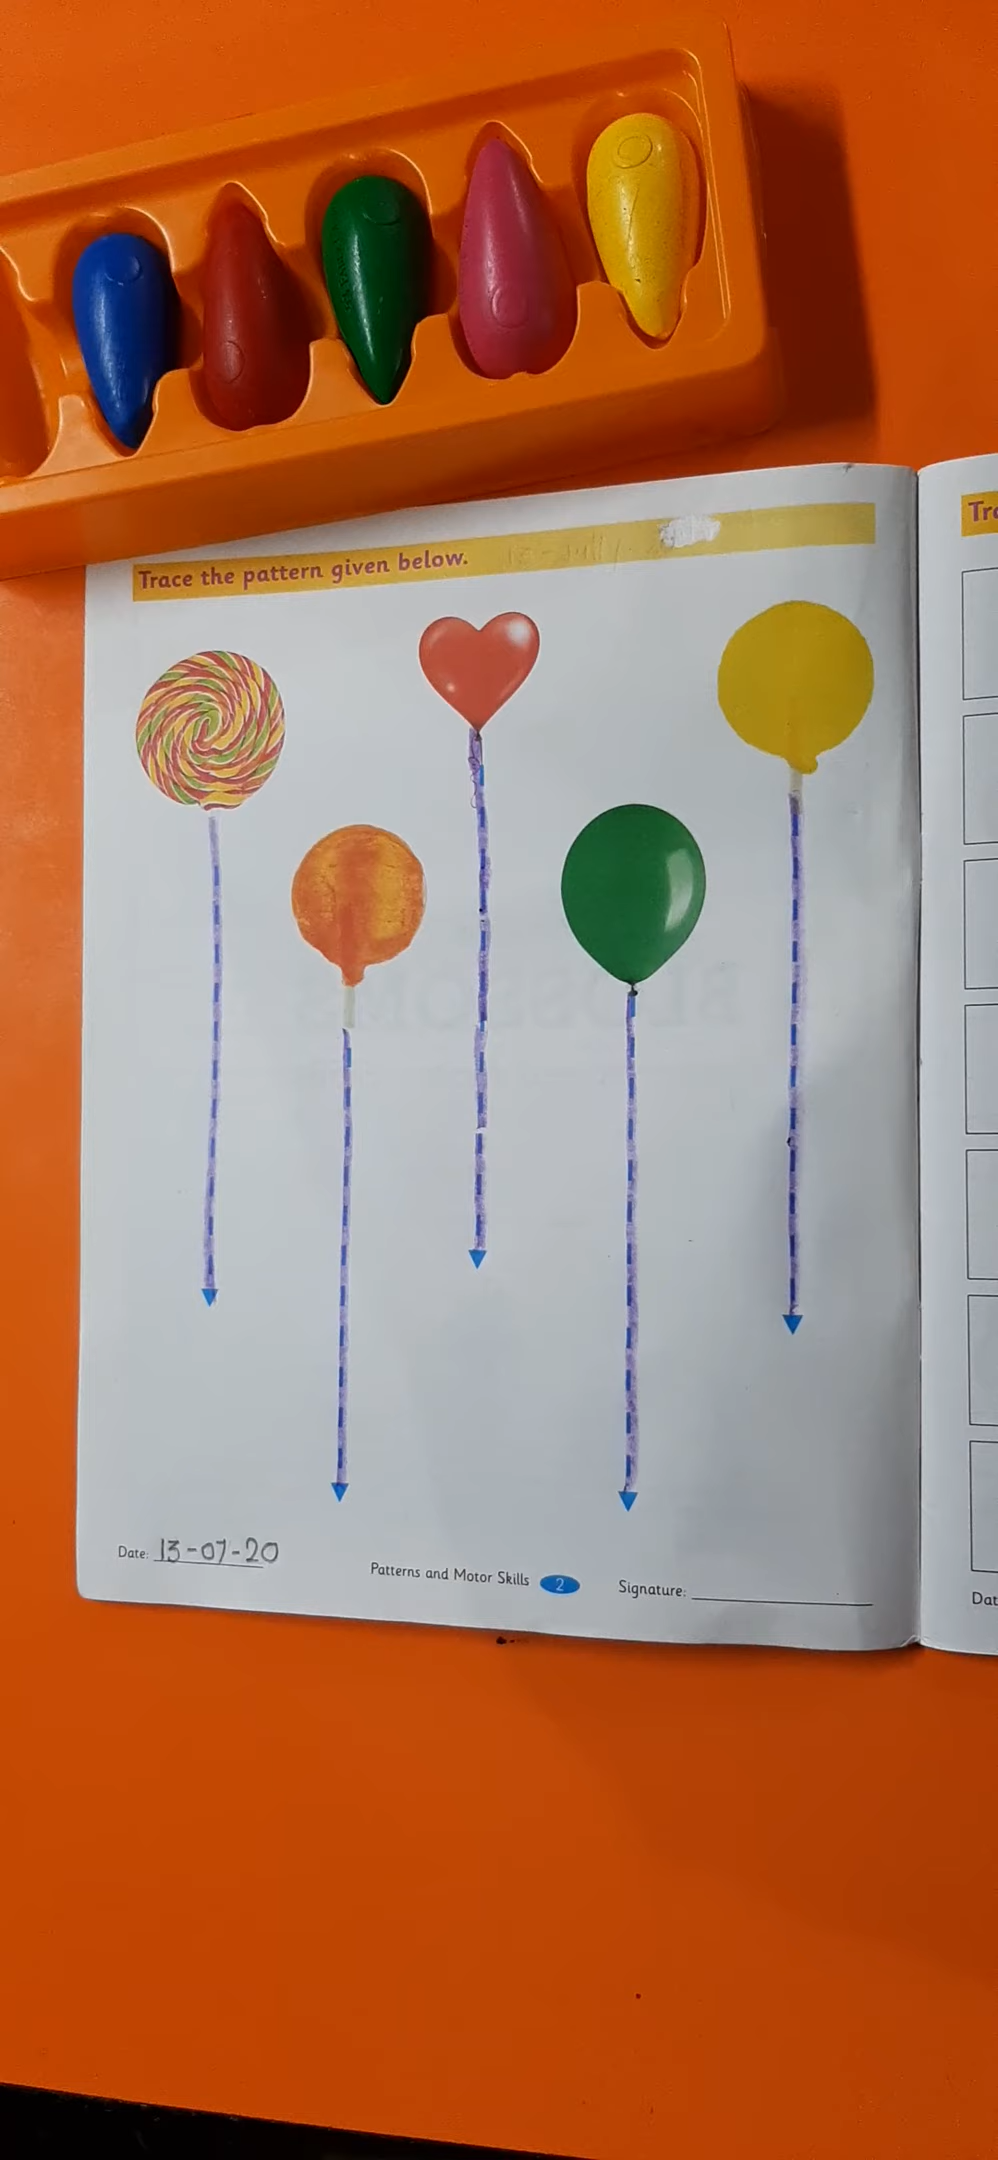 Trace the pattern given below.
Date: 13-07-20
Patterns and Motor Skills 2
Signature: